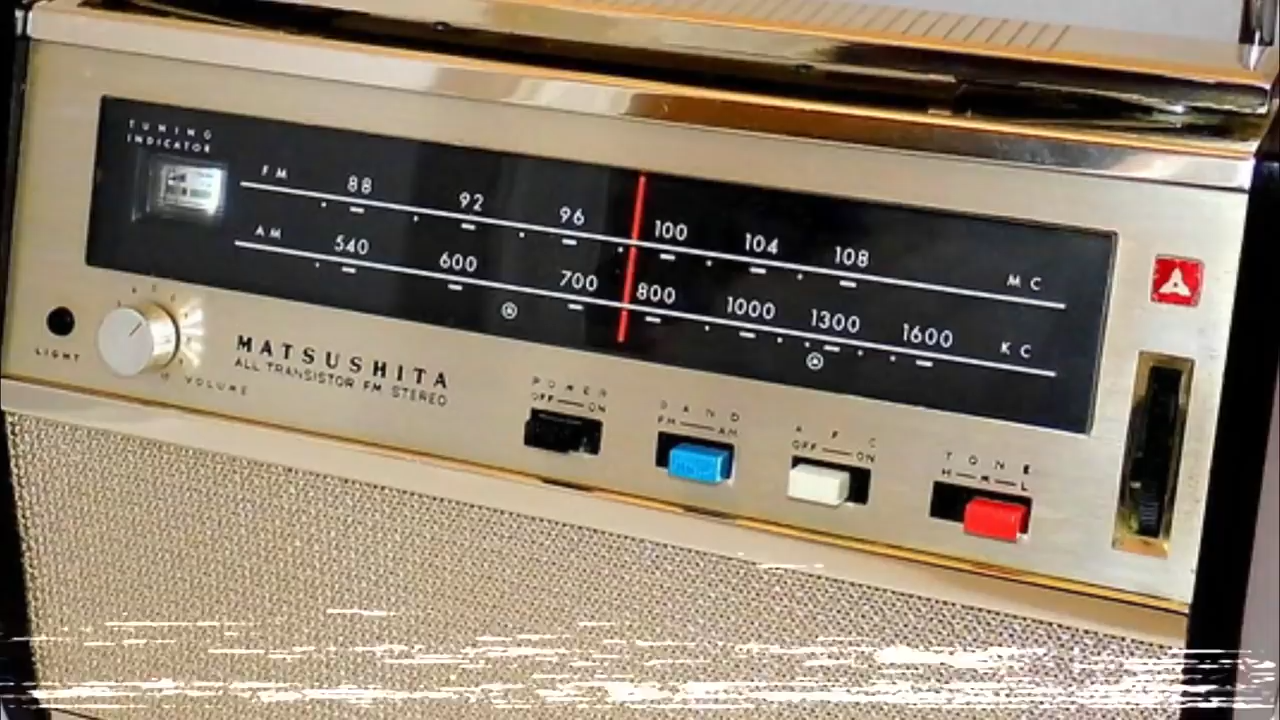 TUNING
INDICATOR
FM 88 92 96 100 104 108 MC
AM 540 600 700 800 1000 1300 1600 KC
LIGHT
VOLUME
MATSUSHITA
ALL TRANSISTOR FM STEREO
POWER
OFF ON
BAND
FM AM
AFC
OFF ON
TONE
H M L